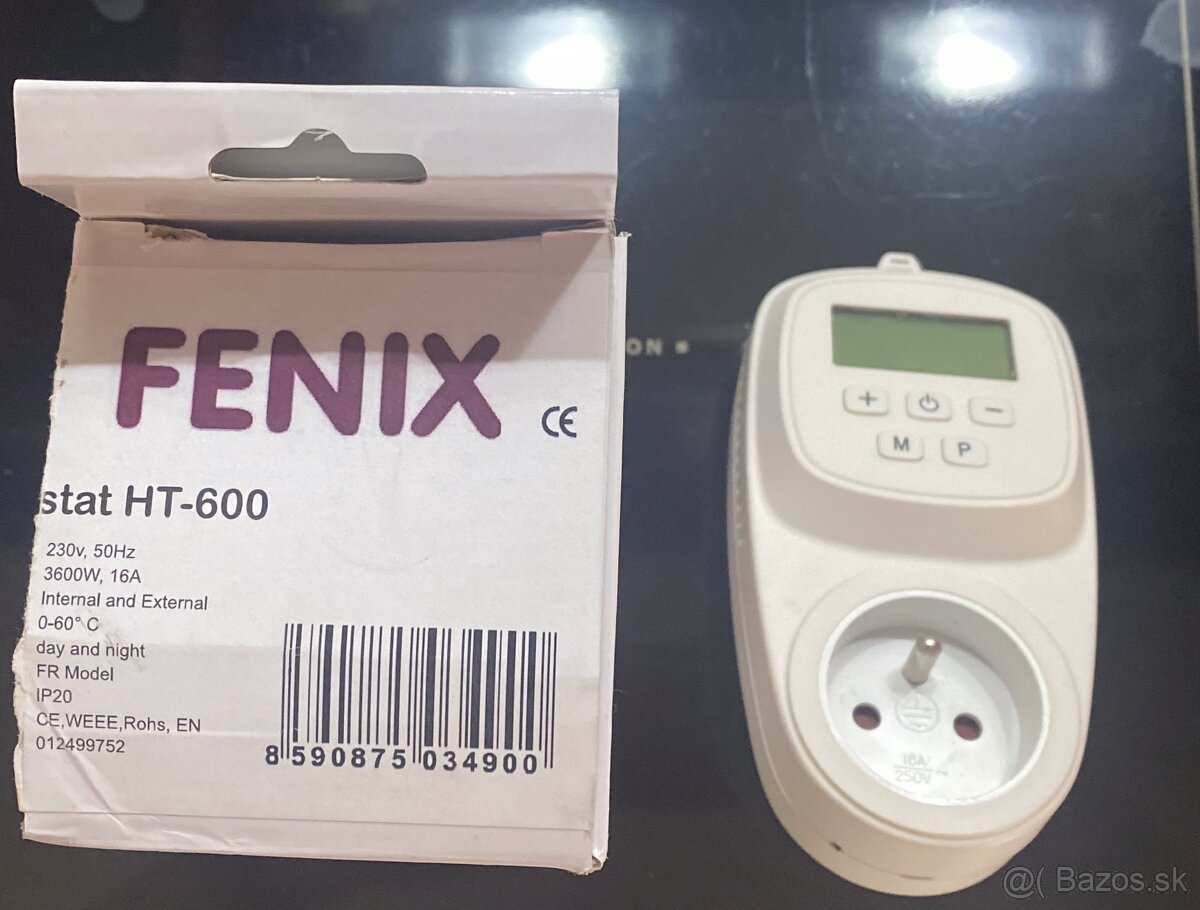 FENIX
CE
stat HT-600
230v, 50Hz
3600W, 16A
Internal and External
0-60° C
day and night
FR Model
IP20
CE,WEEE,Rohs, EN
012499752
8 590875 034900
ON
+
−
M
P
16A
250V~
@( Bazos.sk